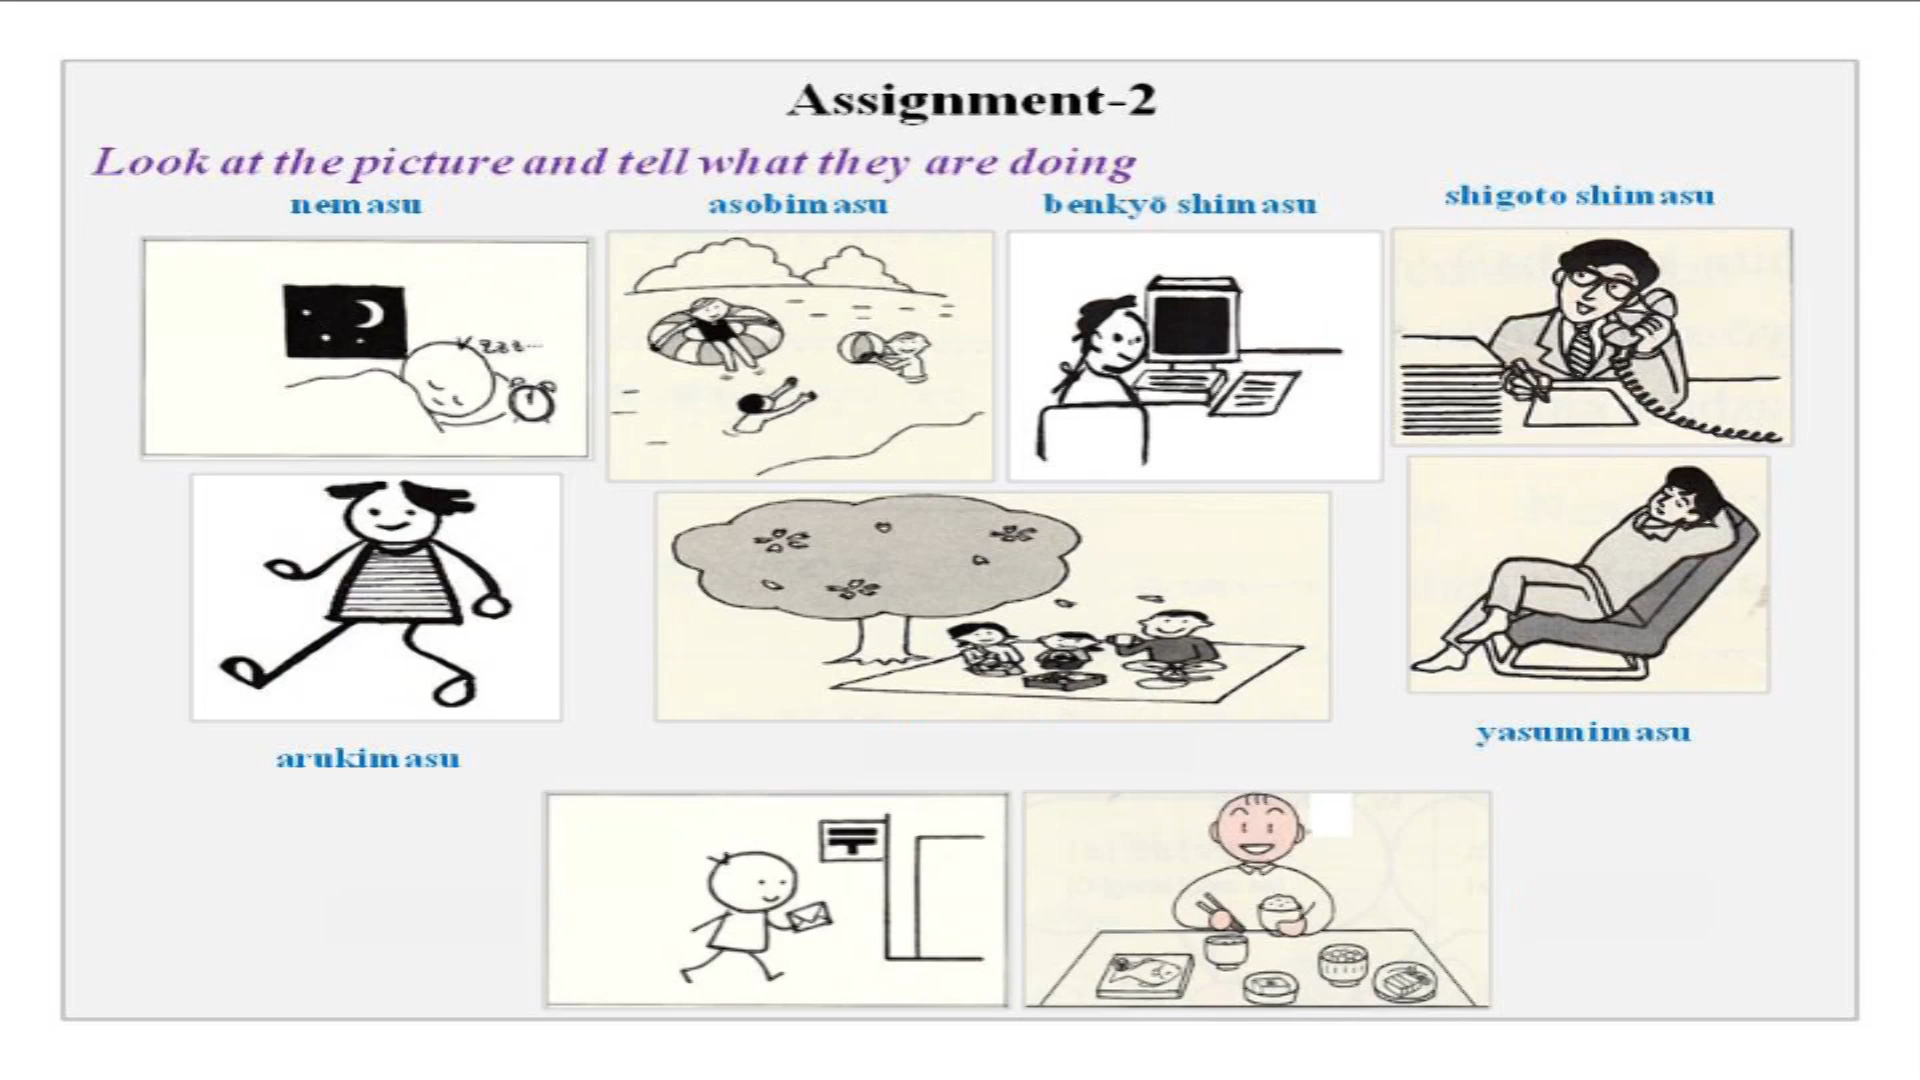 Assignment-2
Look at the picture and tell what they are doing
nemasu asobimasu benkyō shimasu shigoto shimasu
zzz...
arukimasu
yasumimasu
〒